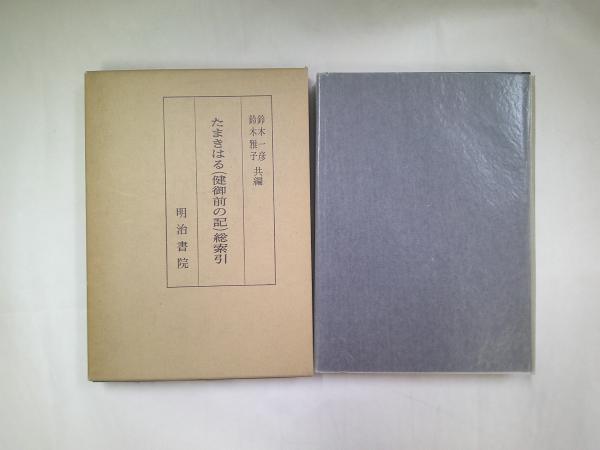 鈴木一彦
鈴木雅子 共編
たまきはる(健御前の記)総索引
明治書院